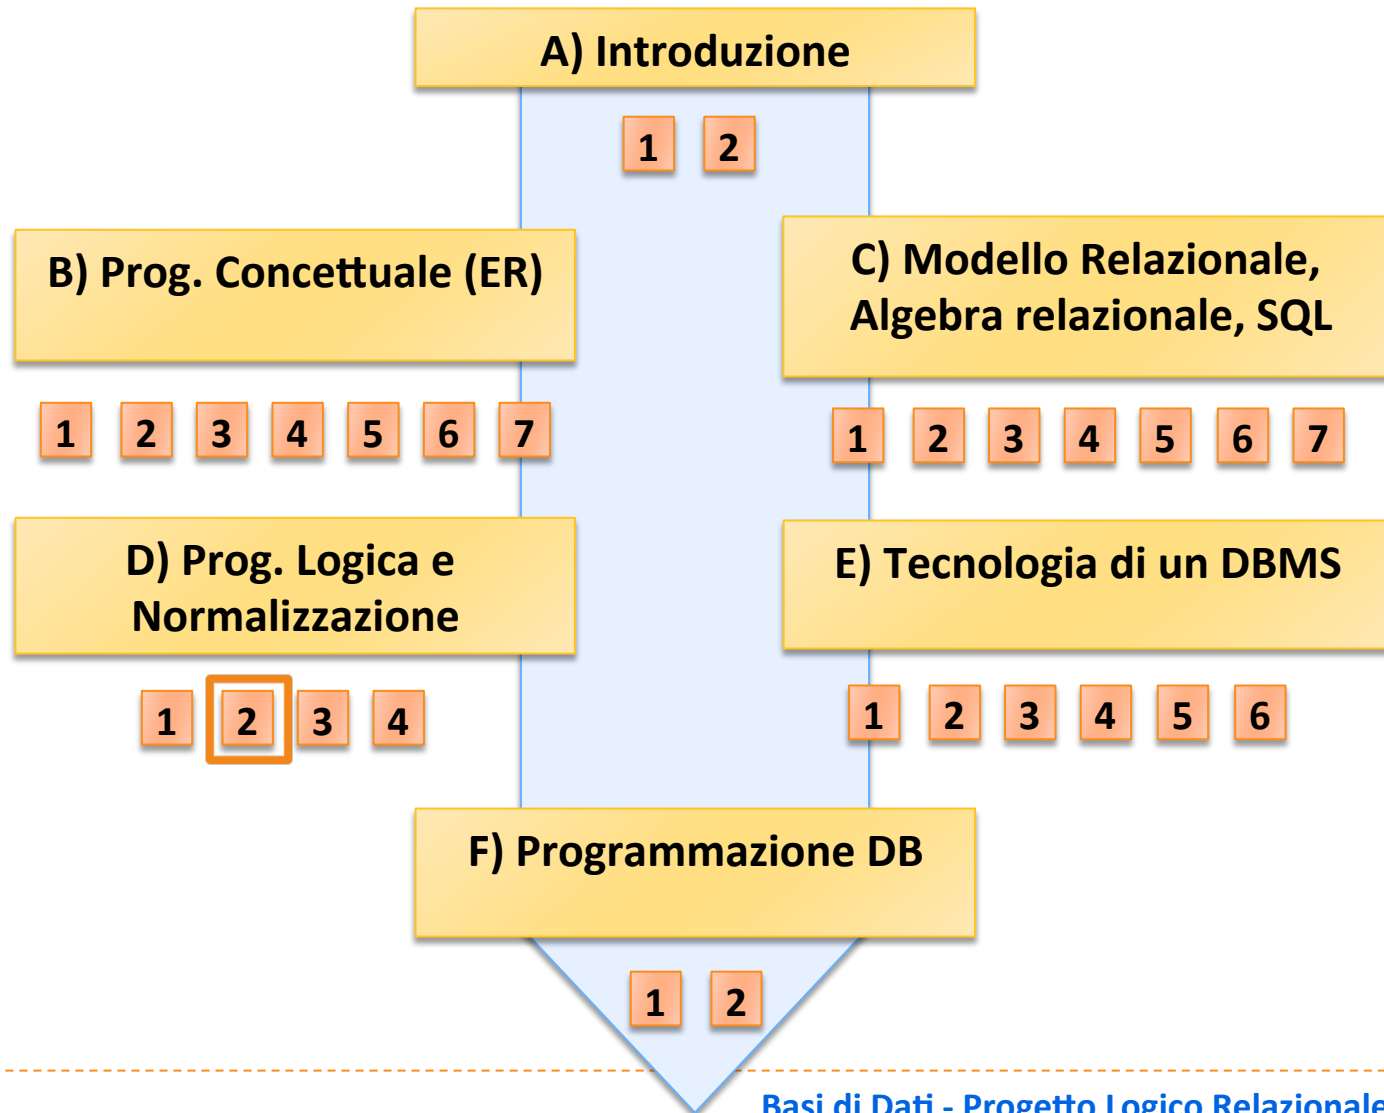 A) Introduzione
1 2
B) Prog. Concettuale (ER)
1 2 3 4 5 6 7
C) Modello Relazionale,
Algebra relazionale, SQL
1 2 3 4 5 6 7
D) Prog. Logica e
Normalizzazione
1 2 3 4
E) Tecnologia di un DBMS
1 2 3 4 5 6
F) Programmazione DB
1 2
Basi di Dati - Progetto Logico Relazionale